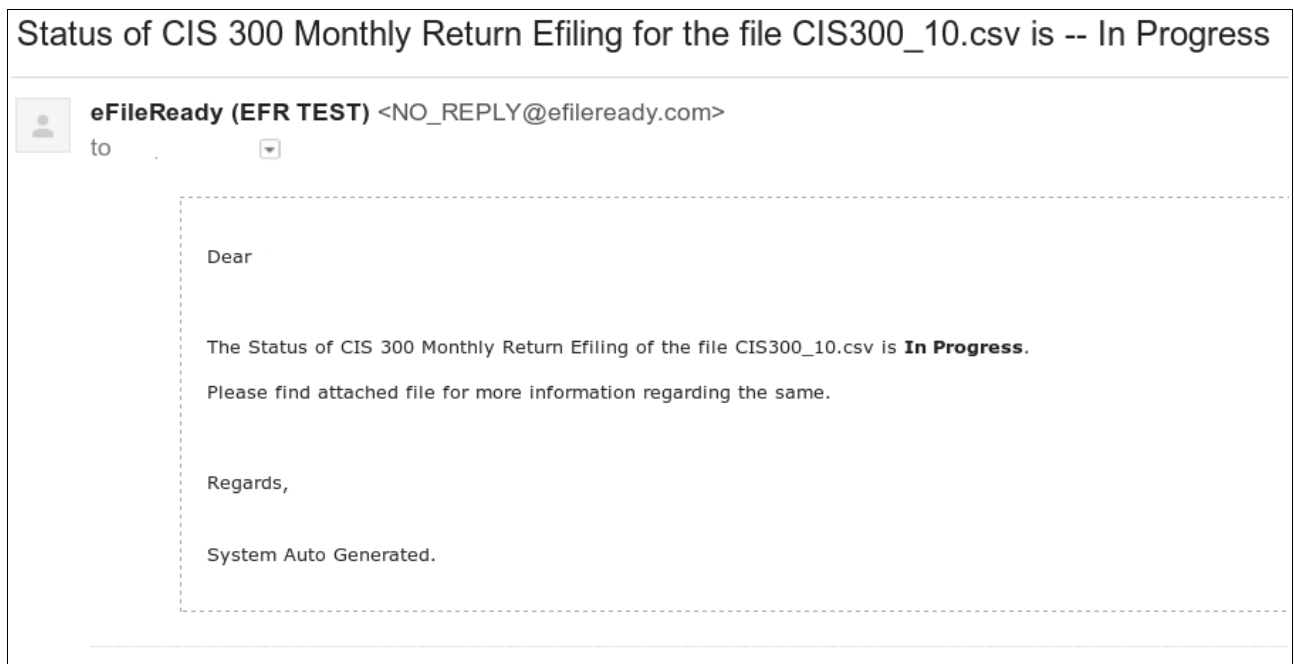 Status of CIS 300 Monthly Return Efiling for the file CIS300_10.csv is -- In Progress
eFileReady (EFR TEST) <NO_REPLY@efileready.com>
to
Dear
The Status of CIS 300 Monthly Return Efiling of the file CIS300_10.csv is In Progress.
Please find attached file for more information regarding the same.
Regards,
System Auto Generated.